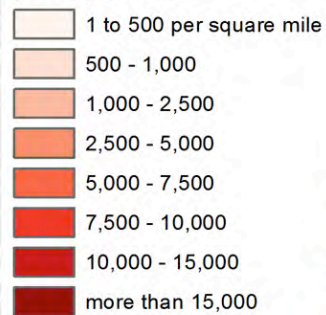 1 to 500 per square mile
500 - 1,000
1,000 - 2,500
2,500 - 5,000
5,000 - 7,500
7,500 - 10,000
10,000 - 15,000
more than 15,000